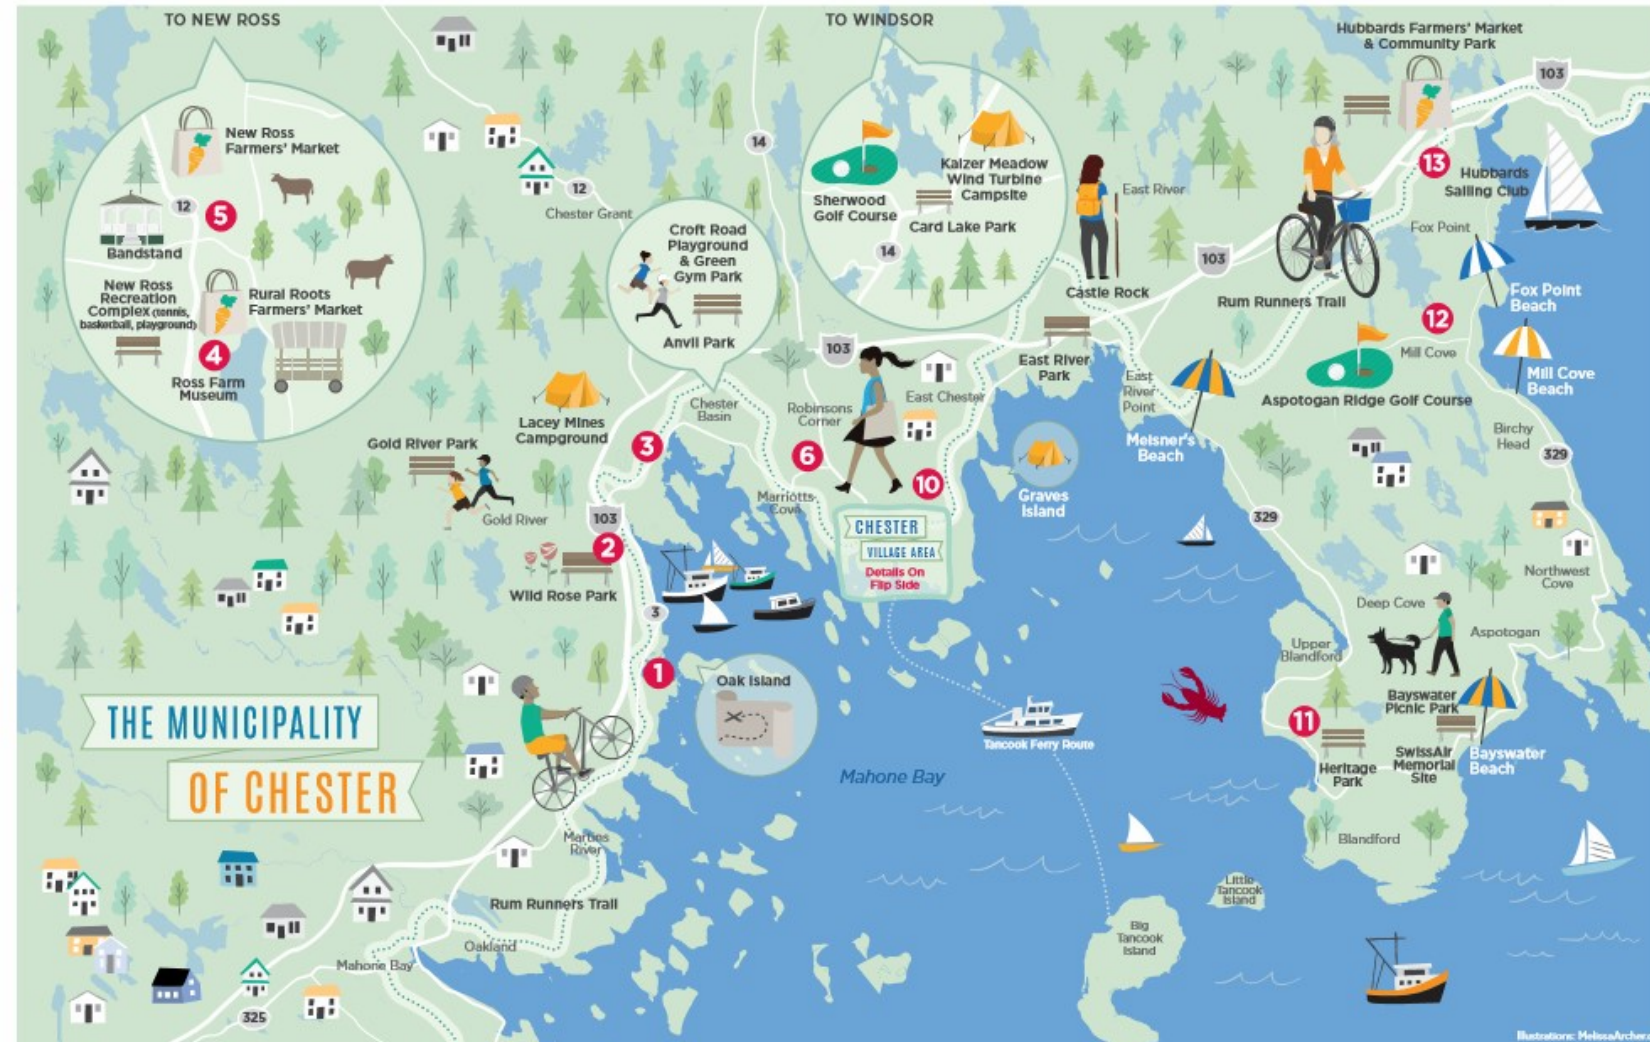 TO NEW ROSS
TO WINDSOR
Hubbards Farmers' Market
& Community Park
103
New Ross
Farmers' Market
12
5
Bandstand
New Ross
Recreation
Complex (tennis,
basketball, playground)
Rural Roots
Farmers' Market
4
Ross Farm
Museum
14
12
Chester Grant
Croft Road
Playground
& Green
Gym Park
Anvil Park
Sherwood
Golf Course
Kaizer Meadow
Wind Turbine
Campsite
Card Lake Park
14
East River
Castle Rock
103
13
Hubbards
Sailing Club
Fox Point
Fox Point
Beach
Rum Runners Trail
12
Mill Cove
Mill Cove
Beach
Aspotogan Ridge Golf Course
103
East River
Park
East
River
Point
Meisner's
Beach
Birchy
Head
329
Lacey Mines
Campground
Chester
Basin
Robinsons
Corner
East Chester
3
6
10
Gold River Park
Gold River
Marriotts
Cove
Graves
Island
103
2
Wild Rose Park
CHESTER
VILLAGE AREA
Details On
Flip Side
329
Northwest
Cove
Deep Cove
Aspotogan
Upper
Blandford
3
1
Oak Island
Bayswater
Picnic Park
11
Heritage
Park
SwissAir
Memorial
Site
Bayswater
Beach
Tancook Ferry Route
Mahone Bay
THE MUNICIPALITY
OF CHESTER
Martins
River
Blandford
Little
Tancook
Island
Big
Tancook
Island
Rum Runners Trail
Oakland
Mahone Bay
325
Illustrations: MelissaArcher